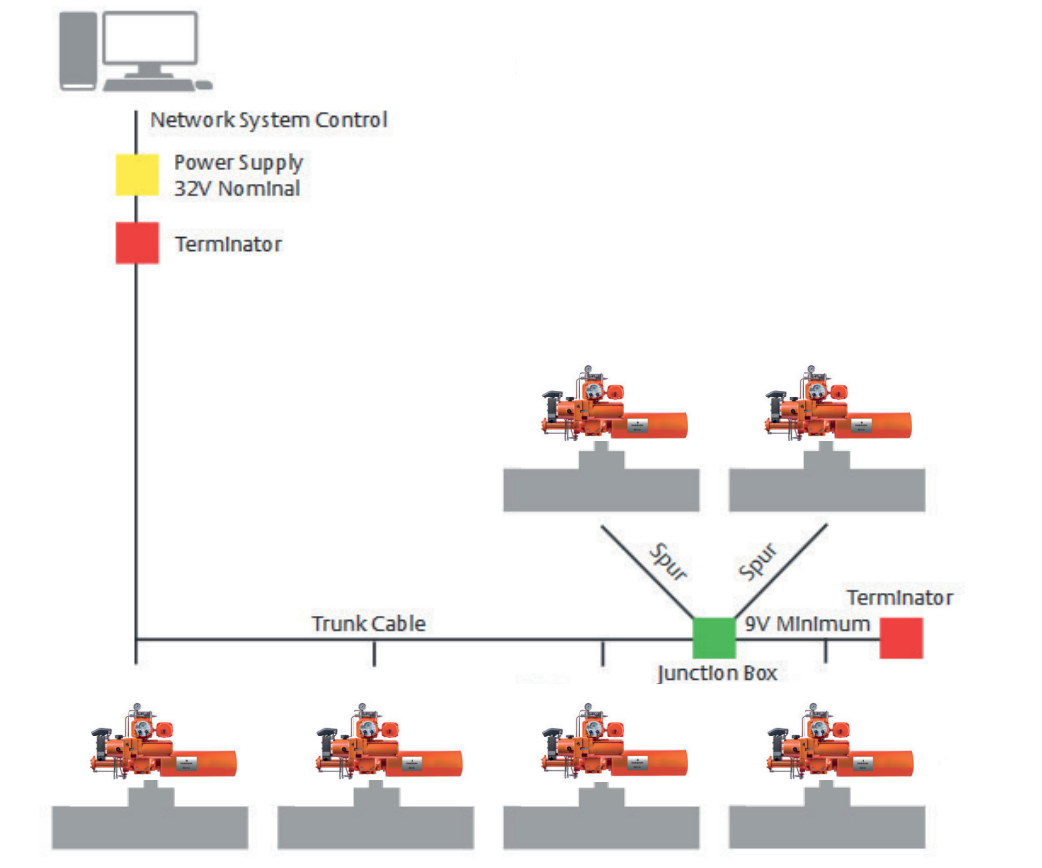 Network System Control
Power Supply
32V Nominal
Terminator
Spur
Spur
Terminator
Trunk Cable
9V Minimum
Junction Box